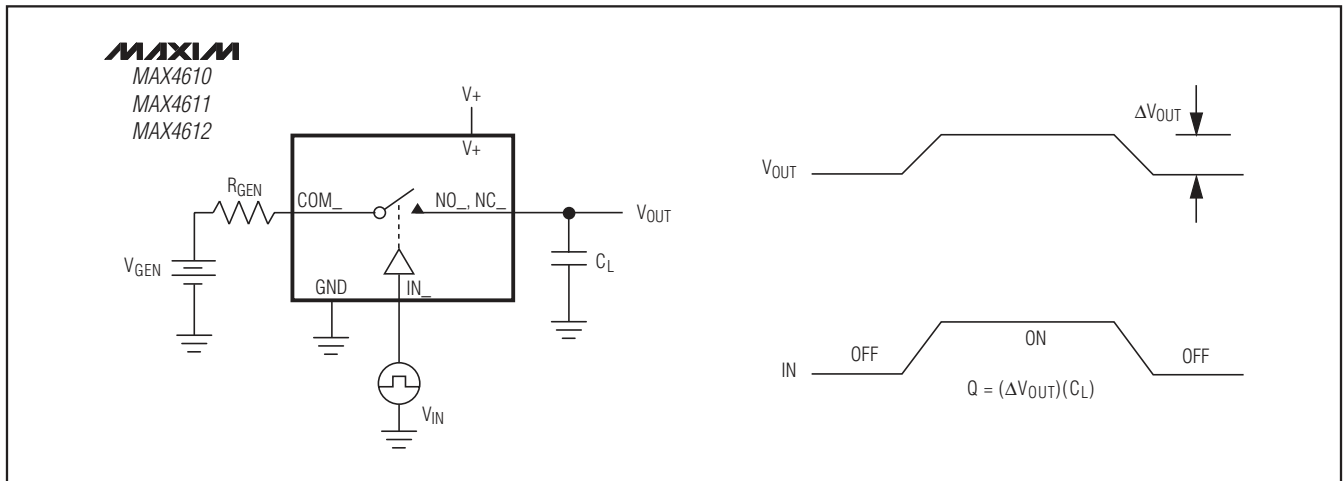 MAXIM
MAX4610
MAX4611
MAX4612
V+
V+
RGEN
COM_
NO_, NC_
VOUT
VGEN
CL
GND
IN_
VIN
ΔVOUT
VOUT
OFF
ON
OFF
IN
Q = (ΔVOUT)(CL)